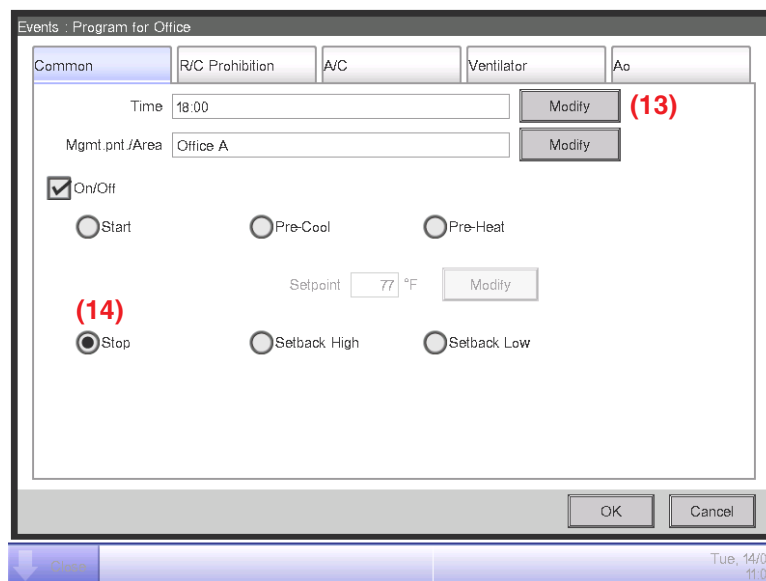 Events : Program for Office
Common R/C Prohibition A/C Ventilator Ao
Time 18:00 Modify (13)
Mgmt.pnt./Area Office A Modify
On/Off
Start Pre-Cool Pre-Heat
Setpoint 77 °F Modify
(14)
Stop Setback High Setback Low
OK Cancel
Tue, 14/0
11:0